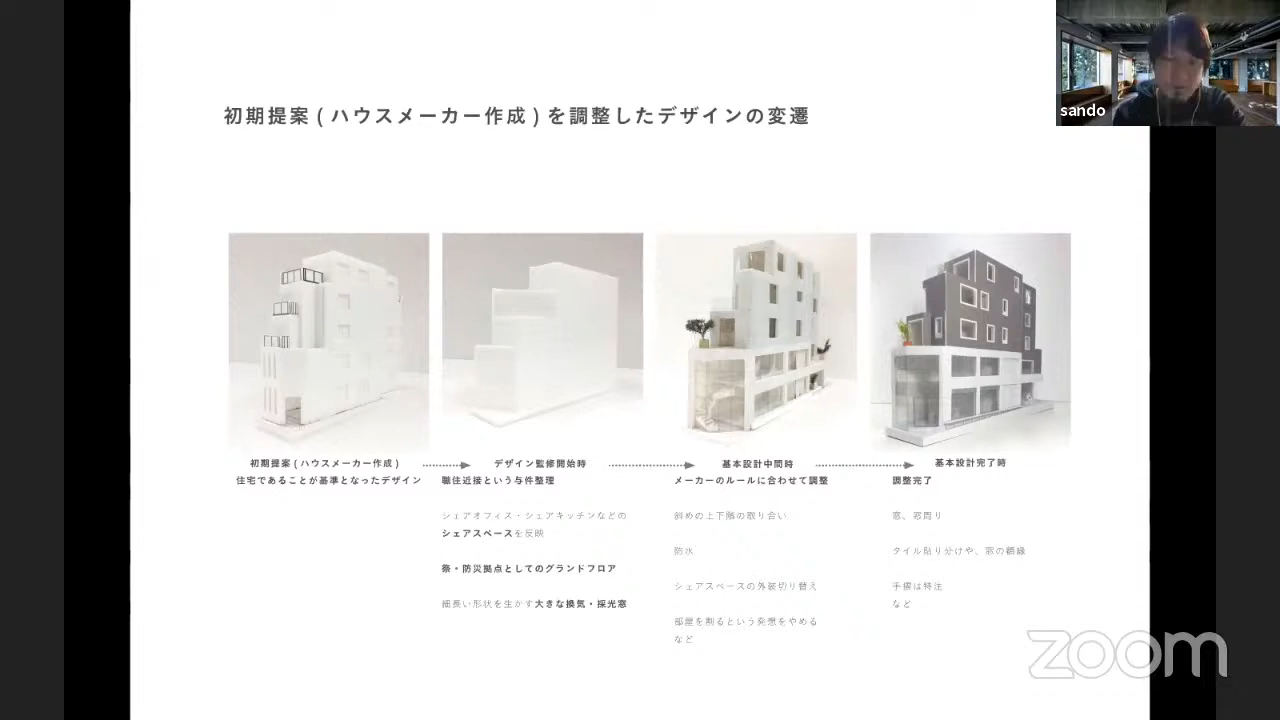 初期提案 ( ハウスメーカー作成 ) を調整したデザインの変遷
sando
初期提案 ( ハウスメーカー作成 )
住宅であることが基準となったデザイン
デザイン監修開始時
職住近接という与件整理
シェアオフィス・シェアキッチンなどの
シェアスペースを反映
祭・防災拠点としてのグランドフロア
細長い形状を生かす大きな換気・採光窓
基本設計中間時
メーカーのルールに合わせて調整
斜めの上下階の取り合い
防水
シェアスペースの外装切り替え
部屋を割るという発想をやめる
など
基本設計完了時
調整完了
窓、窓周り
タイル貼り分けや、窓の額縁
手摺は特注
など
zoom